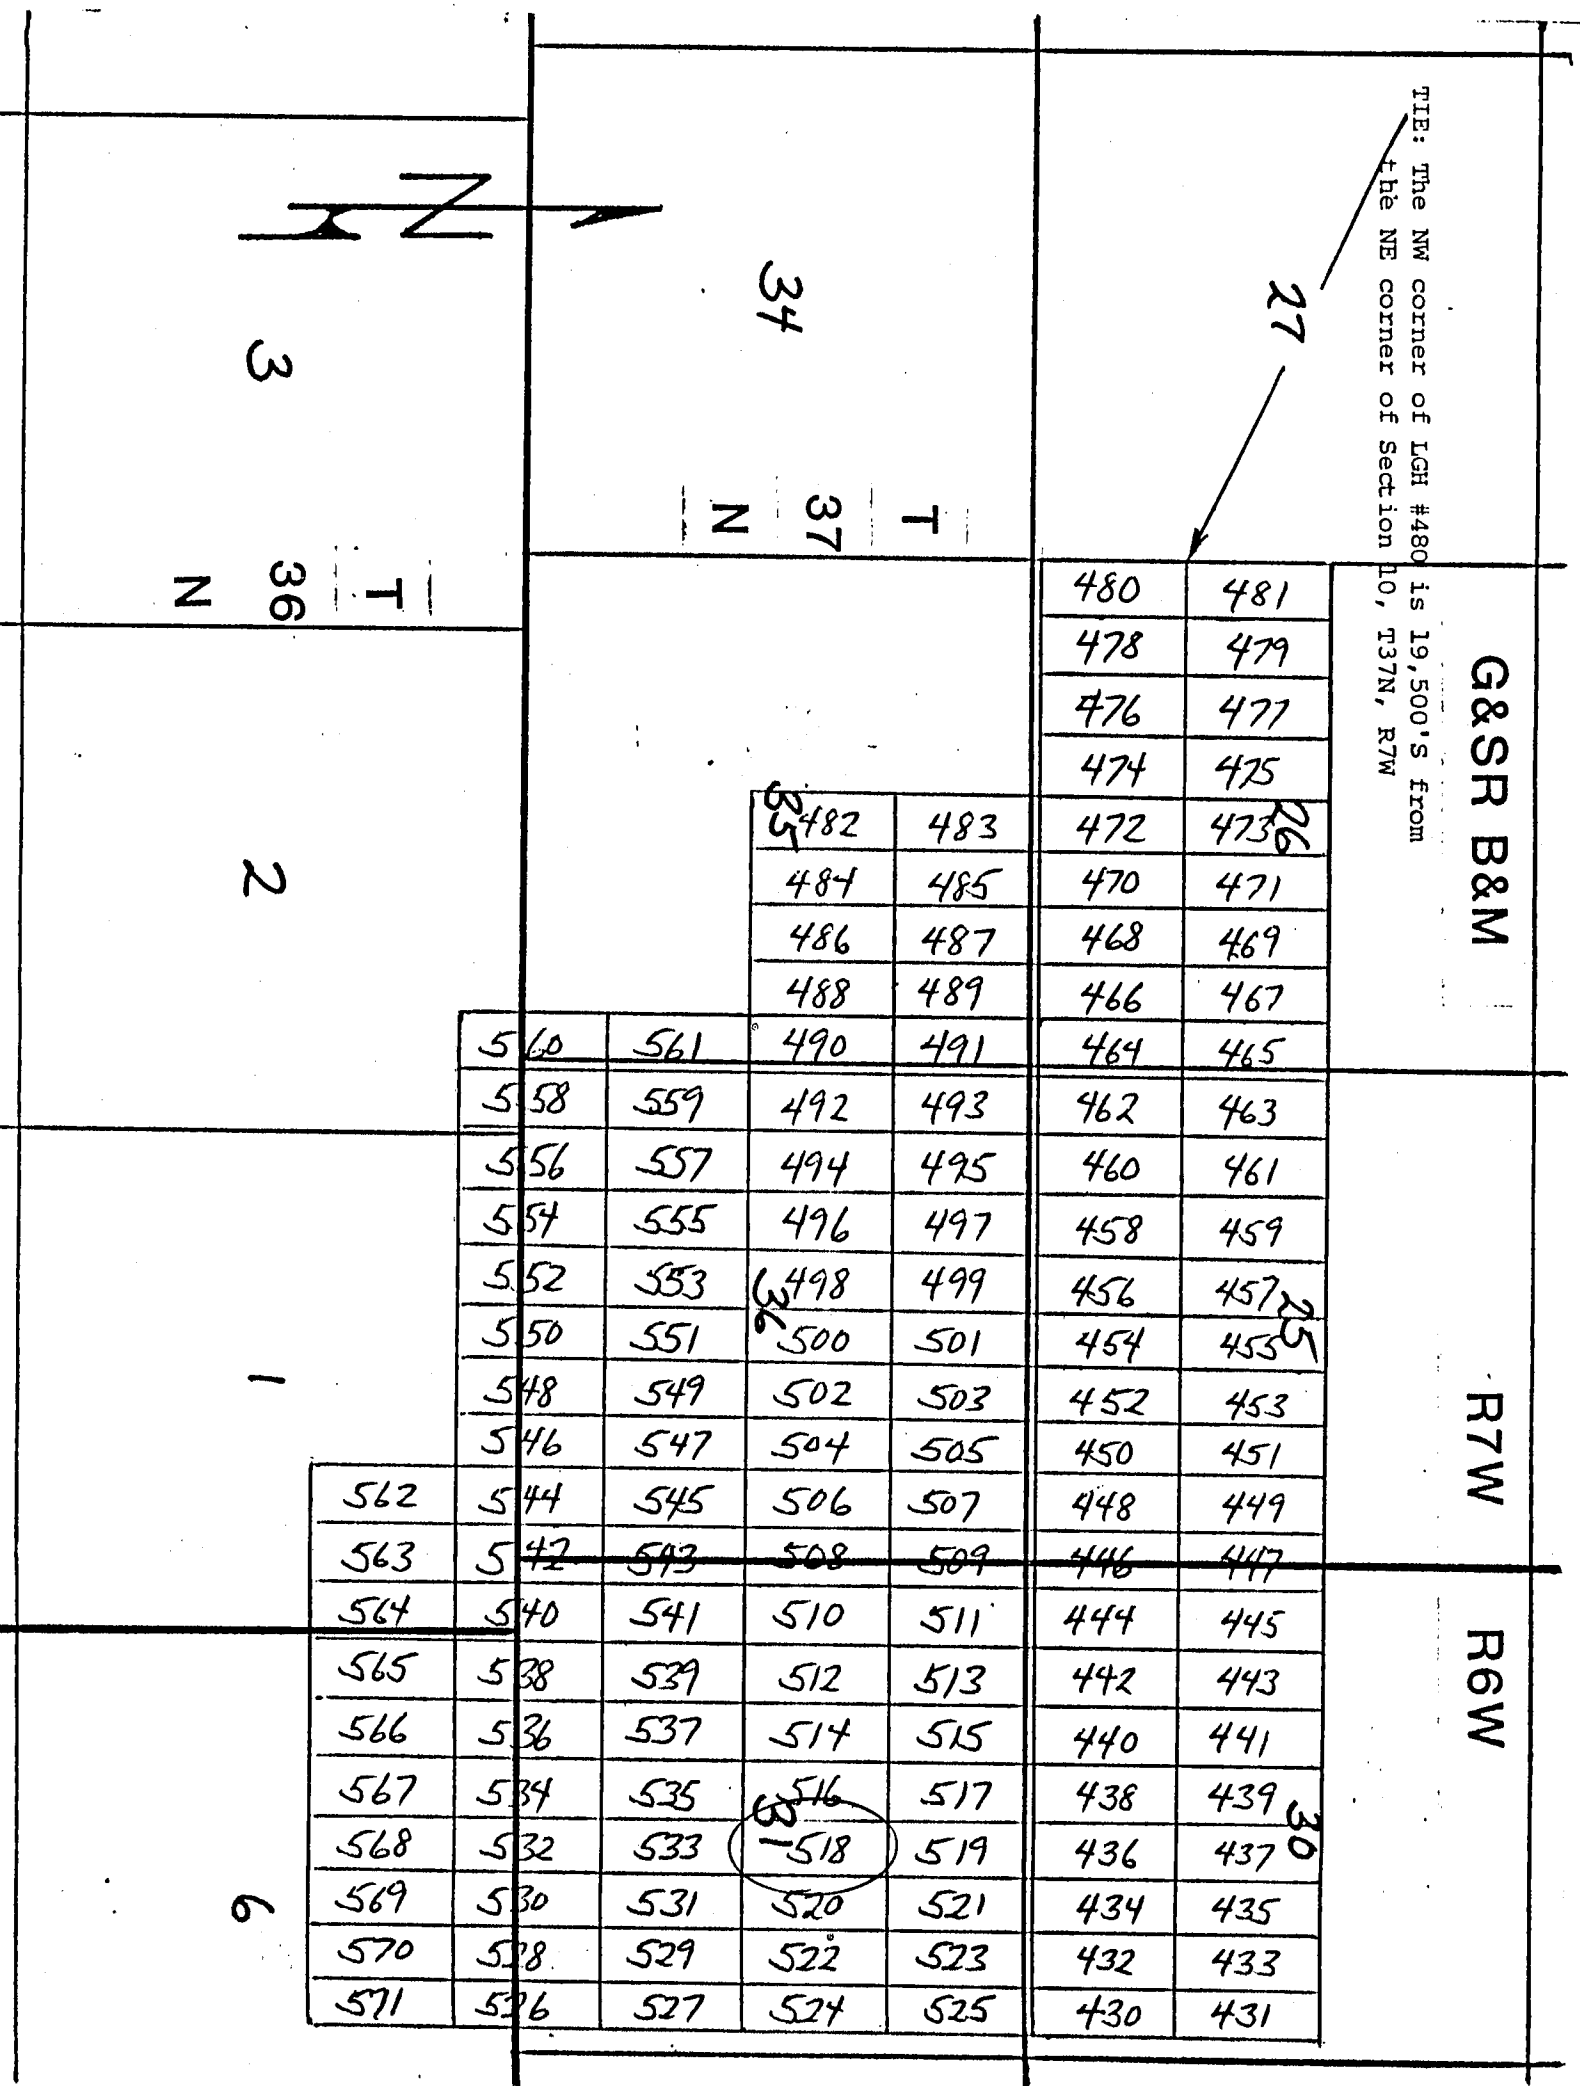 TIE: The NW corner of LGH #480 is 19,500'S from
the NE corner of Section 10, T37N, R7W
G&SR B&M
R7W
R6W
27
26
25
30
34
35
36
31
3
2
1
6
N
T
37
N
T
36
N
480 481
478 479
476 477
474 475
482 483 472 473
484 485 470 471
486 487 468 469
488 489 466 467
560 561 490 491 464 465
558 559 492 493 462 463
556 557 494 495 460 461
554 555 496 497 458 459
552 553 498 499 456 457
550 551 500 501 454 455
548 549 502 503 452 453
546 547 504 505 450 451
562 544 545 506 507 448 449
563 542 543 508 509 446 447
564 540 541 510 511 444 445
565 538 539 512 513 442 443
566 536 537 514 515 440 441
567 534 535 516 517 438 439
568 532 533 518 519 436 437
569 530 531 520 521 434 435
570 528 529 522 523 432 433
571 526 527 524 525 430 431